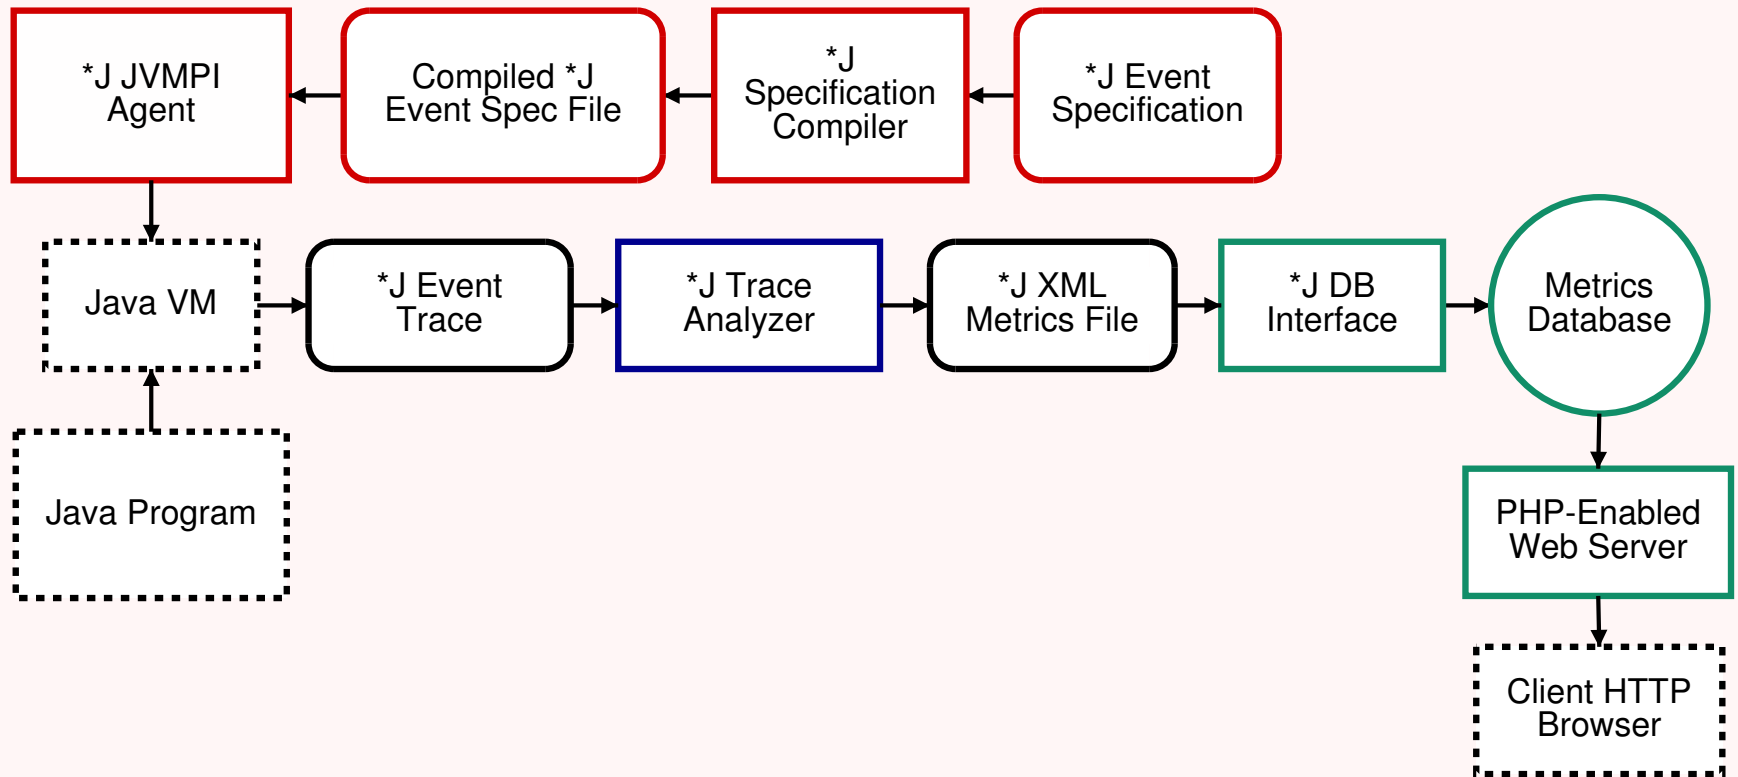 *J JVMPI
Agent
Compiled *J
Event Spec File
*J
Specification
Compiler
*J Event
Specification
Java VM
*J Event
Trace
*J Trace
Analyzer
*J XML
Metrics File
*J DB
Interface
Metrics
Database
Java Program
PHP-Enabled
Web Server
Client HTTP
Browser